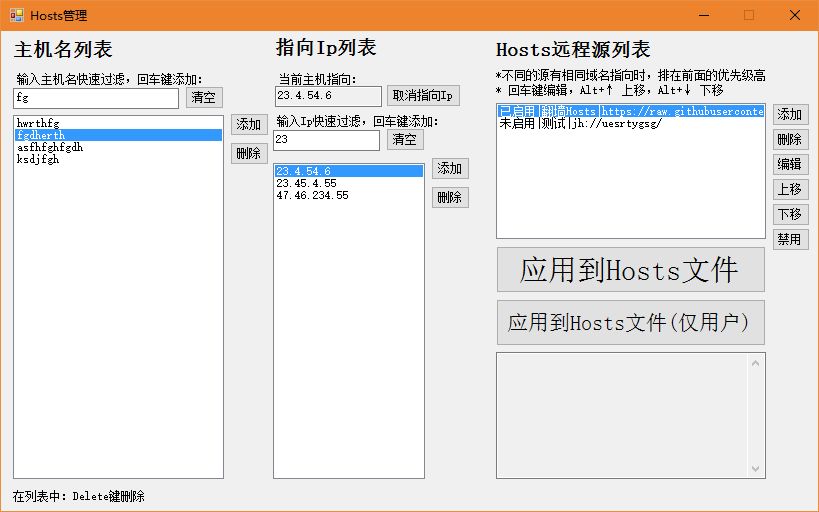 Hosts管理
主机名列表
输入主机名快速过滤，回车键添加:
fg
清空
hwrthfg
fgdherth
asfhfghfgdh
ksdjfgh
添加
删除
在列表中：Delete键删除
指向Ip列表
当前主机指向:
23.4.54.6
取消指向Ip
输入Ip快速过滤，回车键添加:
23
清空
23.4.54.6
23.45.4.55
47.46.234.55
添加
删除
Hosts远程源列表
*不同的源有相同域名指向时，排在前面的优先级高
* 回车键编辑，Alt+↑ 上移，Alt+↓ 下移
已启用|翻墙Hosts|https://raw.githubuserconte
未启用|测试|jh://uesrtygsg/
添加
删除
编辑
上移
下移
禁用
应用到Hosts文件
应用到Hosts文件(仅用户)